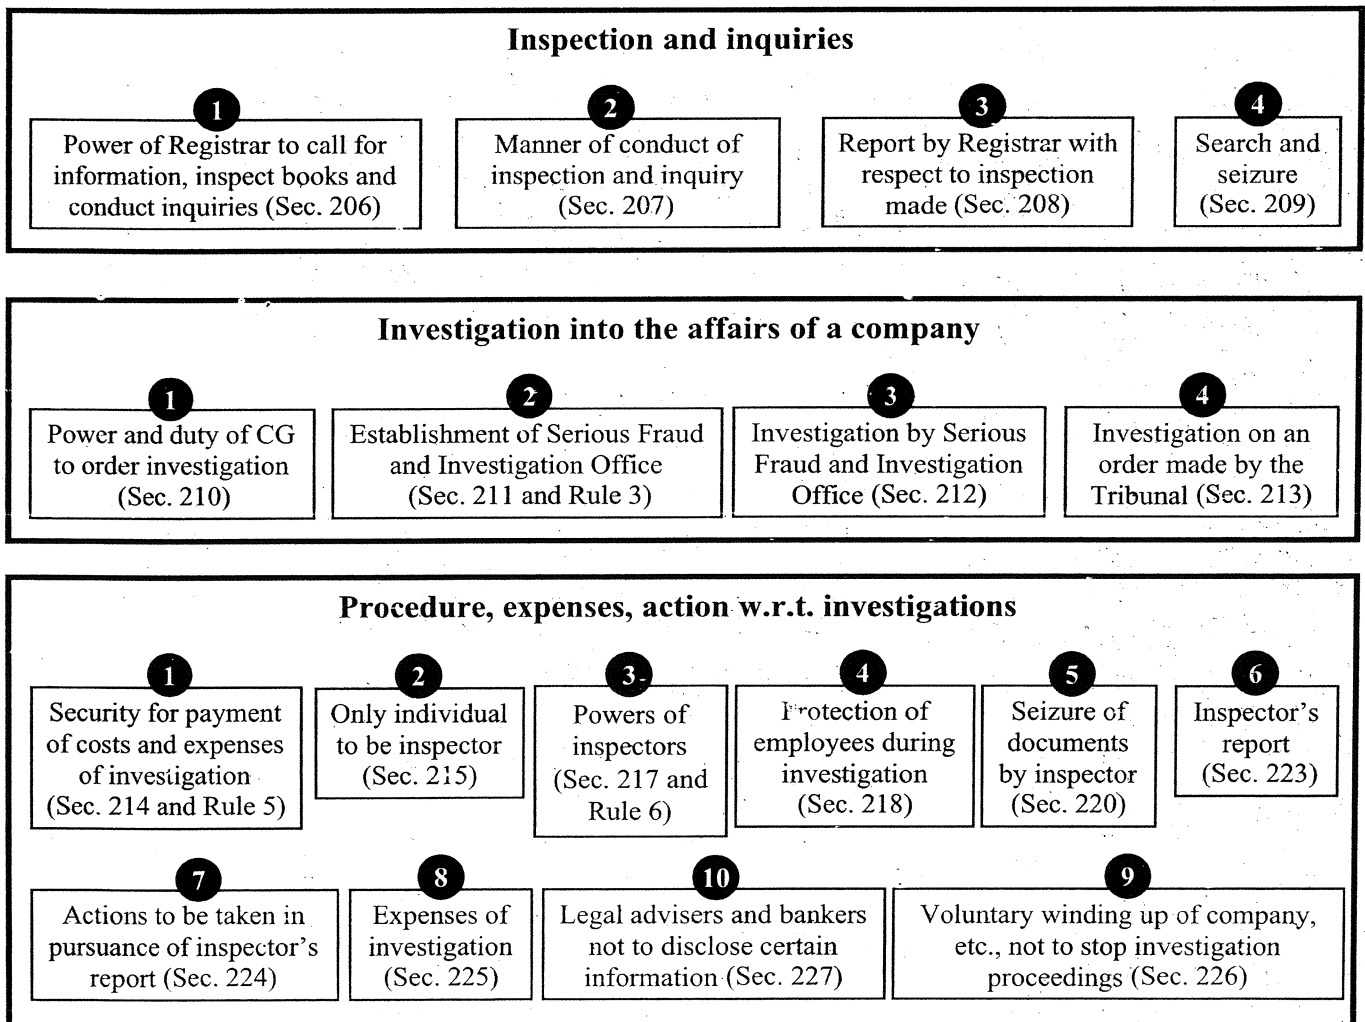 Inspection and inquiries
1
Power of Registrar to call for
information, inspect books and
conduct inquiries (Sec. 206)
2
Manner of conduct of
inspection and inquiry
(Sec. 207)
3
Report by Registrar with
respect to inspection
made (Sec. 208)
4
Search and
seizure
(Sec. 209)
Investigation into the affairs of a company
1
Power and duty of CG
to order investigation
(Sec. 210)
2
Establishment of Serious Fraud
and Investigation Office
(Sec. 211 and Rule 3)
3
Investigation by Serious
Fraud and Investigation
Office (Sec. 212)
4
Investigation on an
order made by the
Tribunal (Sec. 213)
Procedure, expenses, action w.r.t. investigations
1
Security for payment
of costs and expenses
of investigation
(Sec. 214 and Rule 5)
2
Only individual
to be inspector
(Sec. 215)
3
Powers of
inspectors
(Sec. 217 and
Rule 6)
4
Protection of
employees during
investigation
(Sec. 218)
5
Seizure of
documents
by inspector
(Sec. 220)
6
Inspector's
report
(Sec. 223)
7
Actions to be taken in
pursuance of inspector's
report (Sec. 224)
8
Expenses of
investigation
(Sec. 225)
10
Legal advisers and bankers
not to disclose certain
information (Sec. 227)
9
Voluntary winding up of company,
etc., not to stop investigation
proceedings (Sec. 226)